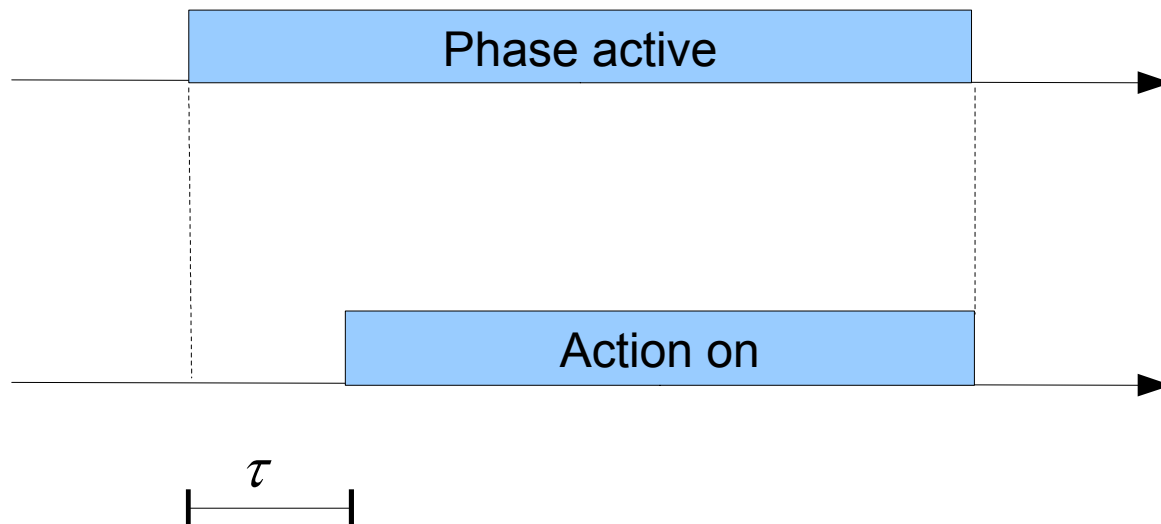 Phase active
Action on
τ